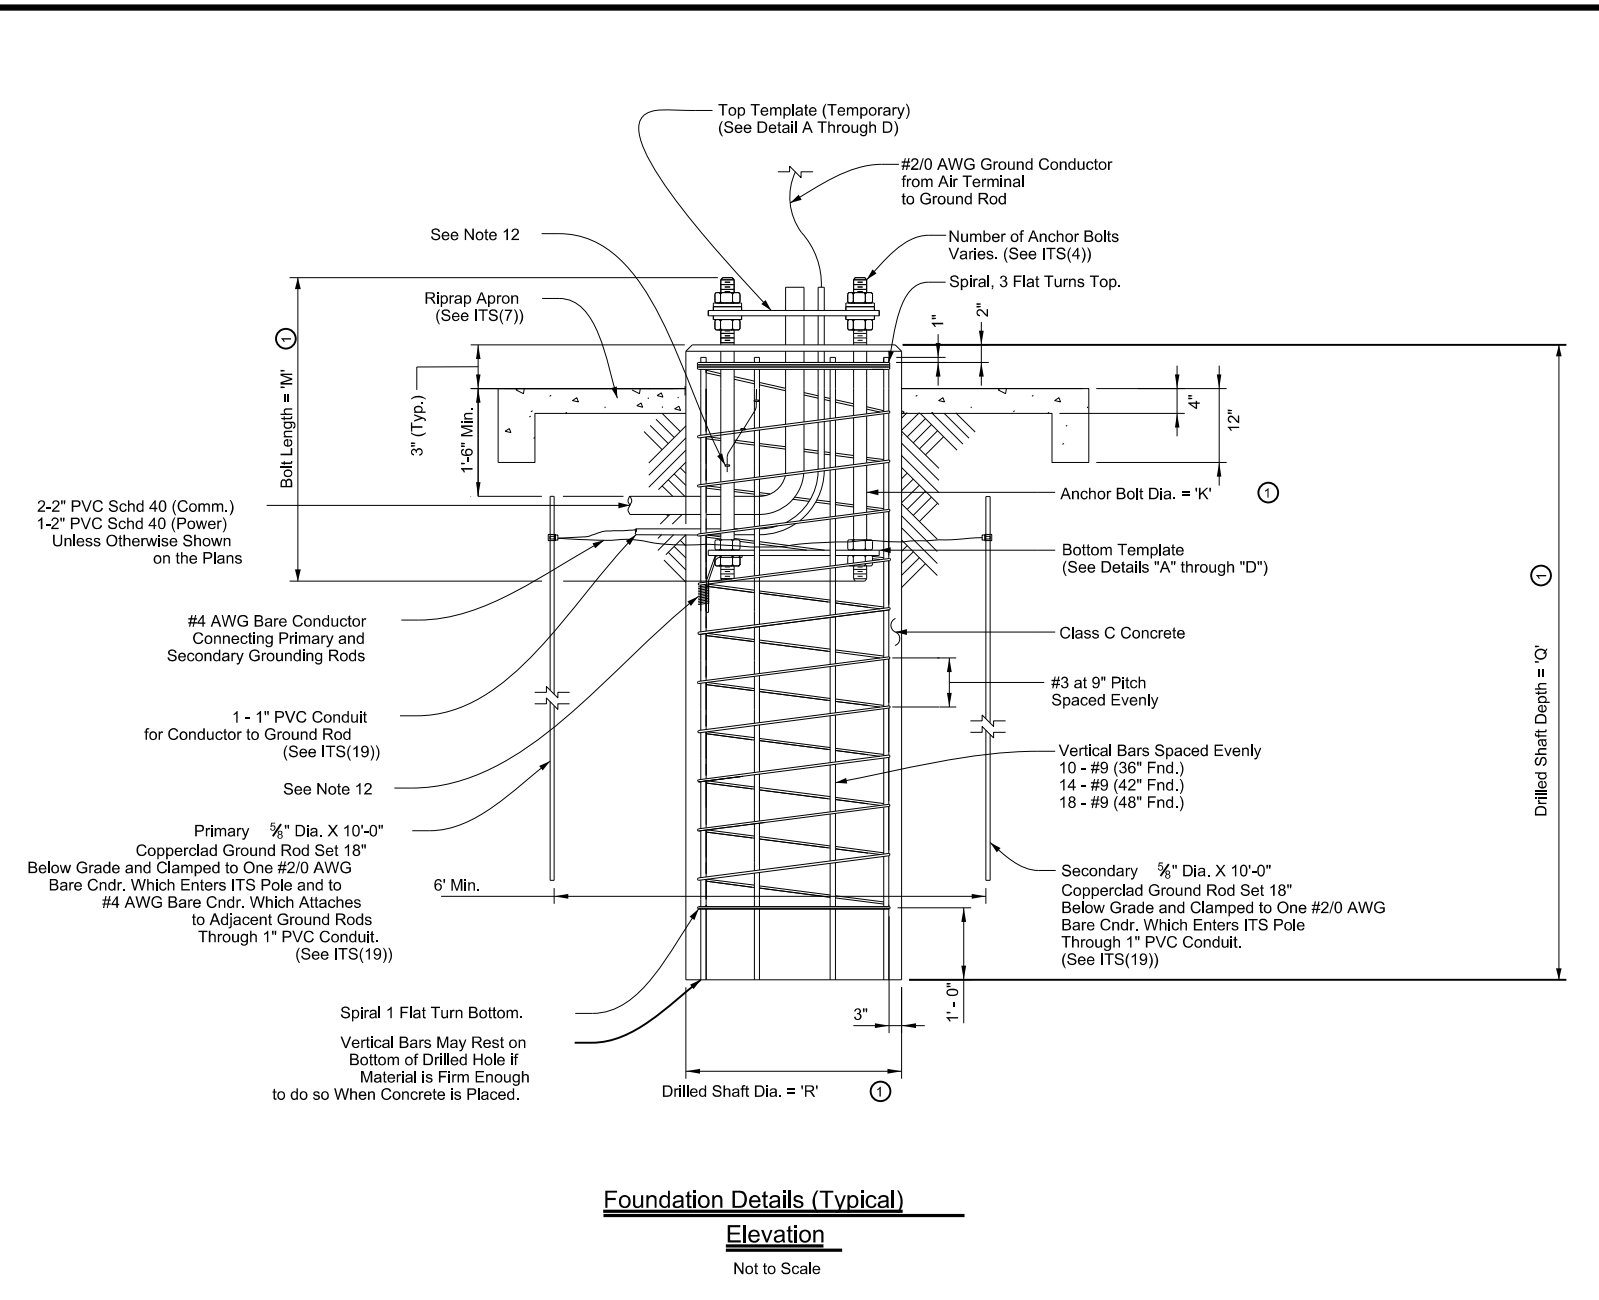 Top Template (Temporary)
(See Detail A Through D)
#2/0 AWG Ground Conductor
from Air Terminal
to Ground Rod
See Note 12
Number of Anchor Bolts
Varies. (See ITS(4))
Spiral, 3 Flat Turns Top.
Riprap Apron
(See ITS(7))
1"
2"
Bolt Length = 'M' 1
3" (Typ.)
1'-6" Min.
4"
12"
2-2" PVC Schd 40 (Comm.)
1-2" PVC Schd 40 (Power)
Unless Otherwise Shown
on the Plans
Anchor Bolt Dia. = 'K' 1
Bottom Template
(See Details "A" through "D")
Drilled Shaft Depth = 'Q' 1
#4 AWG Bare Conductor
Connecting Primary and
Secondary Grounding Rods
Class C Concrete
#3 at 9" Pitch
Spaced Evenly
1 - 1" PVC Conduit
for Conductor to Ground Rod
(See ITS(19))
Vertical Bars Spaced Evenly
10 - #9 (36" Fnd.)
14 - #9 (42" Fnd.)
18 - #9 (48" Fnd.)
See Note 12
Primary 5/8" Dia. X 10'-0"
Copperclad Ground Rod Set 18"
Below Grade and Clamped to One #2/0 AWG
Bare Cndr. Which Enters ITS Pole and to
#4 AWG Bare Cndr. Which Attaches
to Adjacent Ground Rods
Through 1" PVC Conduit.
(See ITS(19))
6' Min.
Secondary 5/8" Dia. X 10'-0"
Copperclad Ground Rod Set 18"
Below Grade and Clamped to One #2/0 AWG
Bare Cndr. Which Enters ITS Pole
Through 1" PVC Conduit.
(See ITS(19))
Spiral 1 Flat Turn Bottom.
3"
1' - 0"
Vertical Bars May Rest on
Bottom of Drilled Hole if
Material is Firm Enough
to do so When Concrete is Placed.
Drilled Shaft Dia. = 'R' 1
Foundation Details (Typical)
Elevation
Not to Scale